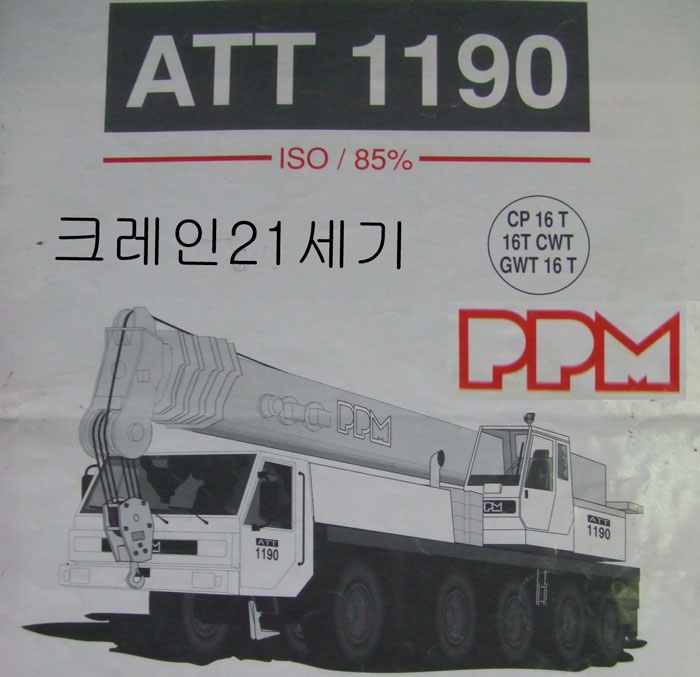 ATT 1190
ISO / 85%
크레인21세기
CP 16 T
16T CWT
GWT 16 T
PPM
PPM
PPM
ATT
1190
ATT
1190